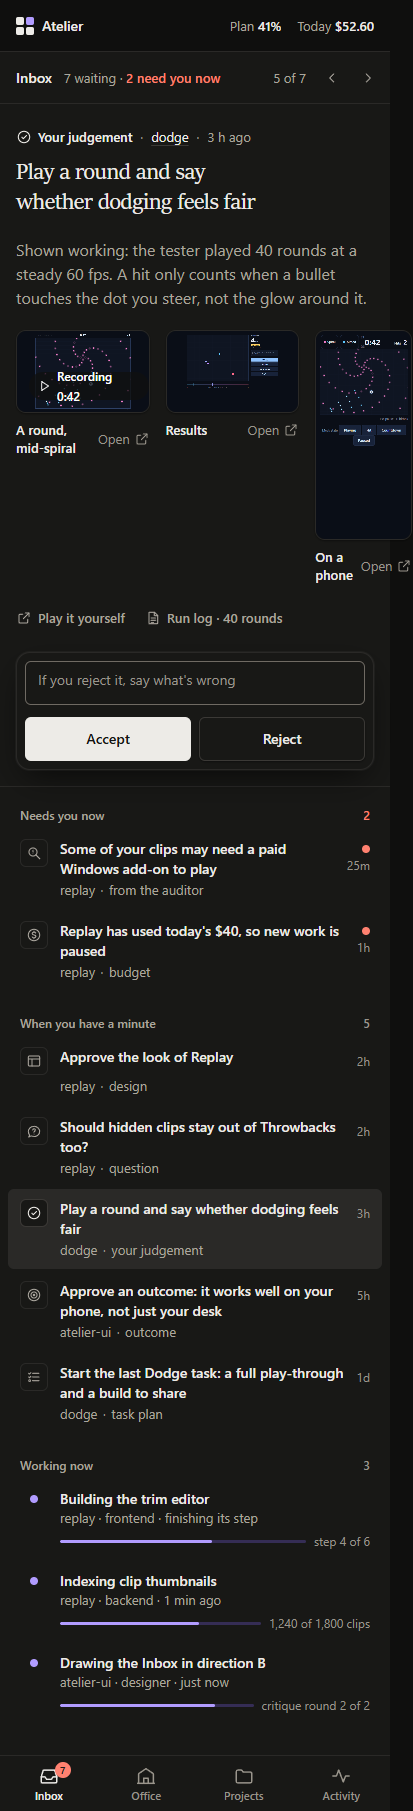 Atelier
Plan 41%
Today $52.60
Inbox
7 waiting · 2 need you now
5 of 7
Your judgement · dodge · 3 h ago
Play a round and say
whether dodging feels fair
Shown working: the tester played 40 rounds at a
steady 60 fps. A hit only counts when a bullet
touches the dot you steer, not the glow around it.
Recording
0:42
0:42
A round,
mid-spiral
Open
Results
Open
On a
phone
Open
Play it yourself
Run log · 40 rounds
If you reject it, say what's wrong
Accept
Reject
Needs you now
2
Some of your clips may need a paid
Windows add-on to play
25m
replay · from the auditor
Replay has used today's $40, so new work is
paused
1h
replay · budget
When you have a minute
5
Approve the look of Replay
2h
replay · design
Should hidden clips stay out of Throwbacks
too?
2h
replay · question
Play a round and say whether dodging feels
fair
3h
dodge · your judgement
Approve an outcome: it works well on your
phone, not just your desk
5h
atelier-ui · outcome
Start the last Dodge task: a full play-through
and a build to share
1d
dodge · task plan
Working now
3
Building the trim editor
replay · frontend · finishing its step
step 4 of 6
Indexing clip thumbnails
replay · backend · 1 min ago
1,240 of 1,800 clips
Drawing the Inbox in direction B
atelier-ui · designer · just now
critique round 2 of 2
7
Inbox
Office
Projects
Activity